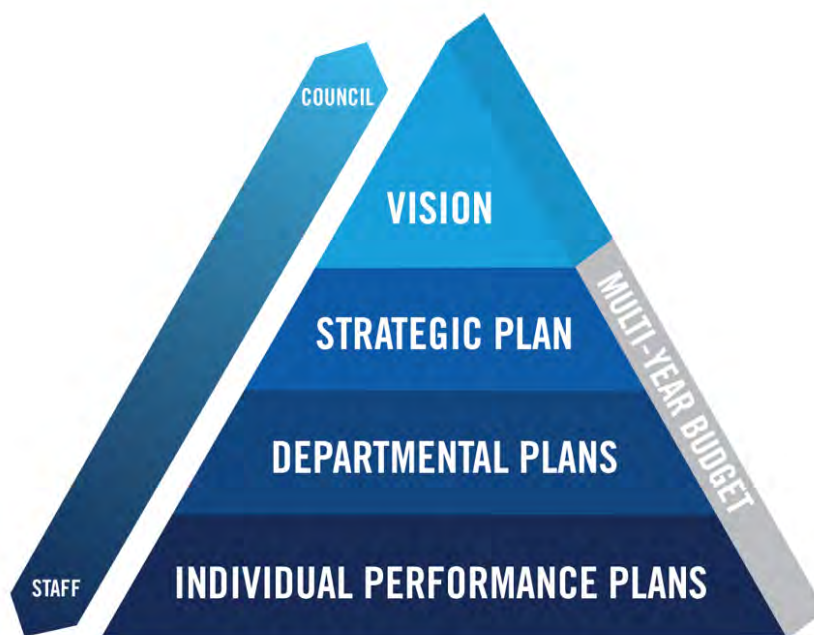 COUNCIL
VISION
STRATEGIC PLAN
MULTI-YEAR BUDGET
DEPARTMENTAL PLANS
STAFF
INDIVIDUAL PERFORMANCE PLANS